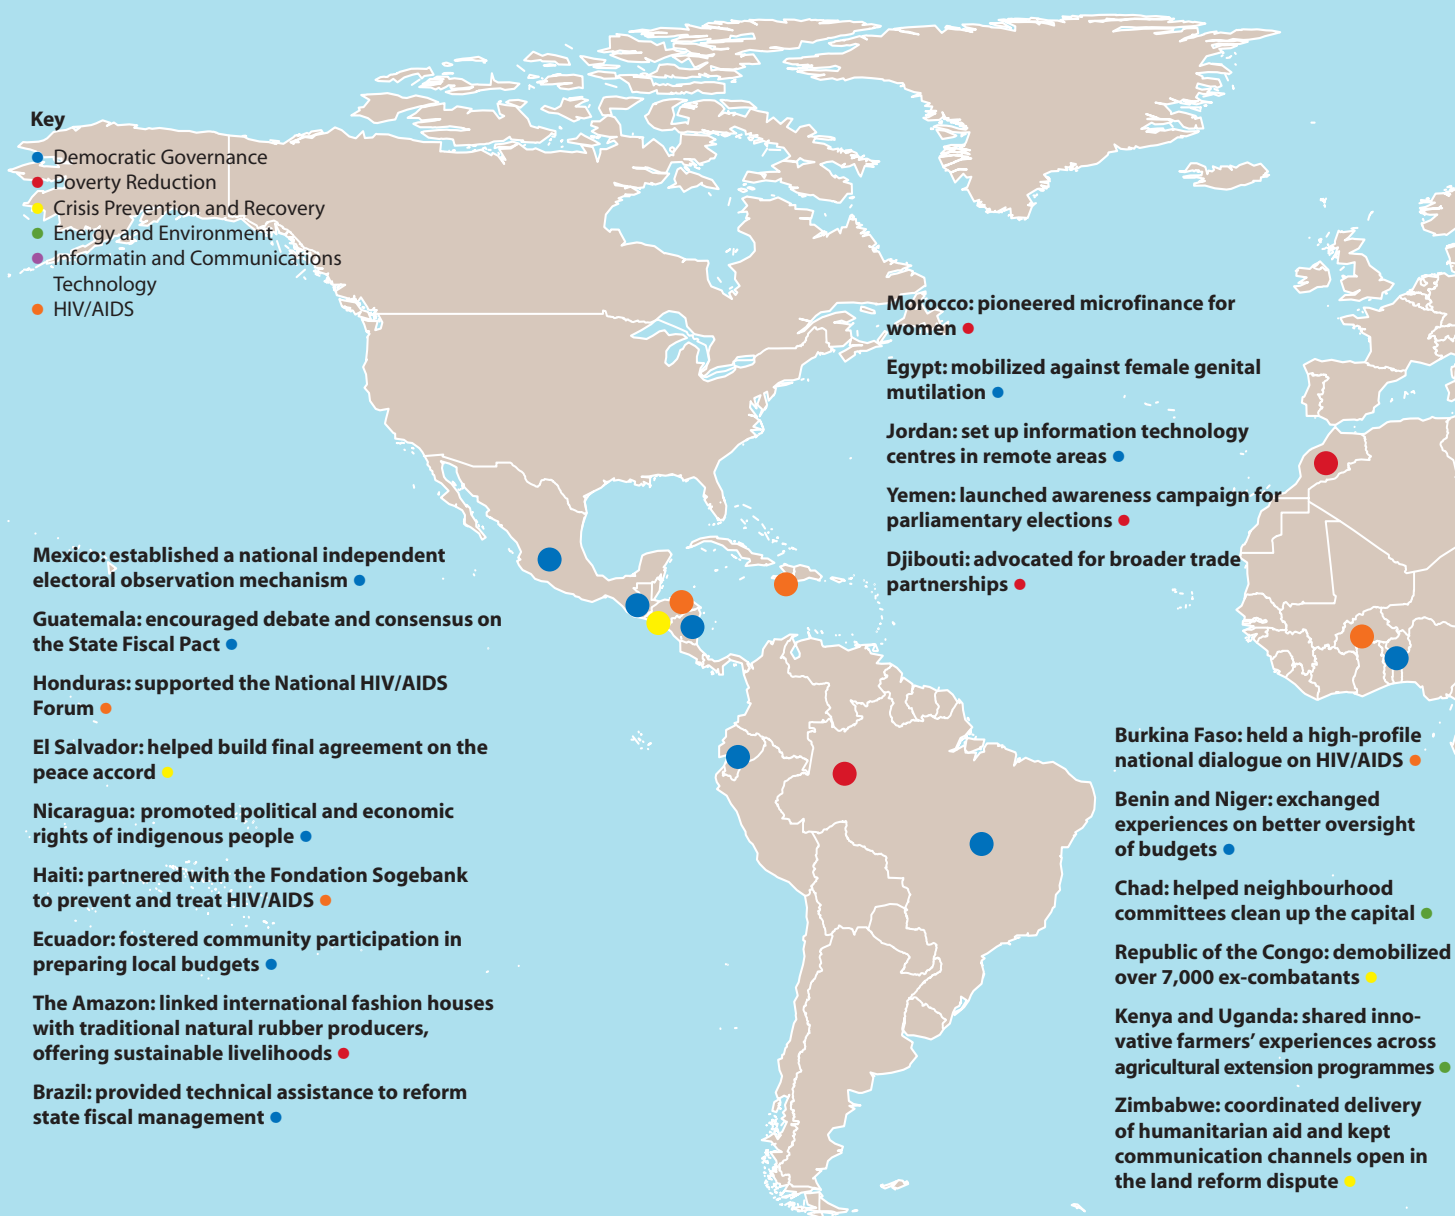 Key
Democratic Governance
Poverty Reduction
Crisis Prevention and Recovery
Energy and Environment
Informatin and Communications
Technology
HIV/AIDS
Morocco: pioneered microfinance for
women
Egypt: mobilized against female genital
mutilation
Jordan: set up information technology
centres in remote areas
Yemen: launched awareness campaign for
parliamentary elections
Djibouti: advocated for broader trade
partnerships
Mexico: established a national independent
electoral observation mechanism
Guatemala: encouraged debate and consensus on
the State Fiscal Pact
Honduras: supported the National HIV/AIDS
Forum
El Salvador: helped build final agreement on the
peace accord
Nicaragua: promoted political and economic
rights of indigenous people
Haiti: partnered with the Fondation Sogebank
to prevent and treat HIV/AIDS
Ecuador: fostered community participation in
preparing local budgets
The Amazon: linked international fashion houses
with traditional natural rubber producers,
offering sustainable livelihoods
Brazil: provided technical assistance to reform
state fiscal management
Burkina Faso: held a high-profile
national dialogue on HIV/AIDS
Benin and Niger: exchanged
experiences on better oversight
of budgets
Chad: helped neighbourhood
committees clean up the capital
Republic of the Congo: demobilized
over 7,000 ex-combatants
Kenya and Uganda: shared inno-
vative farmers' experiences across
agricultural extension programmes
Zimbabwe: coordinated delivery
of humanitarian aid and kept
communication channels open in
the land reform dispute